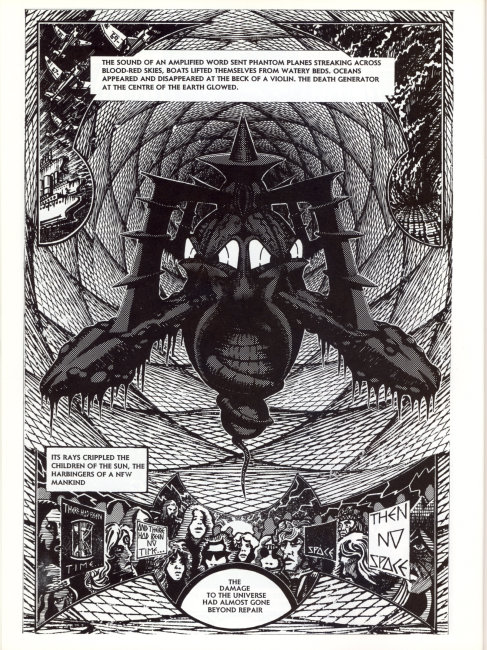 THE SOUND OF AN AMPLIFIED WORD SENT PHANTOM PLANES STREAKING ACROSS
BLOOD-RED SKIES, BOATS LIFTED THEMSELVES FROM WATERY BEDS. OCEANS
APPEARED AND DISAPPEARED AT THE BECK OF A VIOLIN. THE DEATH GENERATOR
AT THE CENTRE OF THE EARTH GLOWED.
ITS RAYS CRIPPLED THE
CHILDREN OF THE SUN, THE
HARBINGERS OF A NEW
MANKIND
THERE HAD BEEN
TIME
AND THERE
HAD BEEN
NO
TIME
SPACE
THEN
NO
SPACE
THE
DAMAGE
TO THE UNIVERSE
HAD ALMOST GONE
BEYOND REPAIR